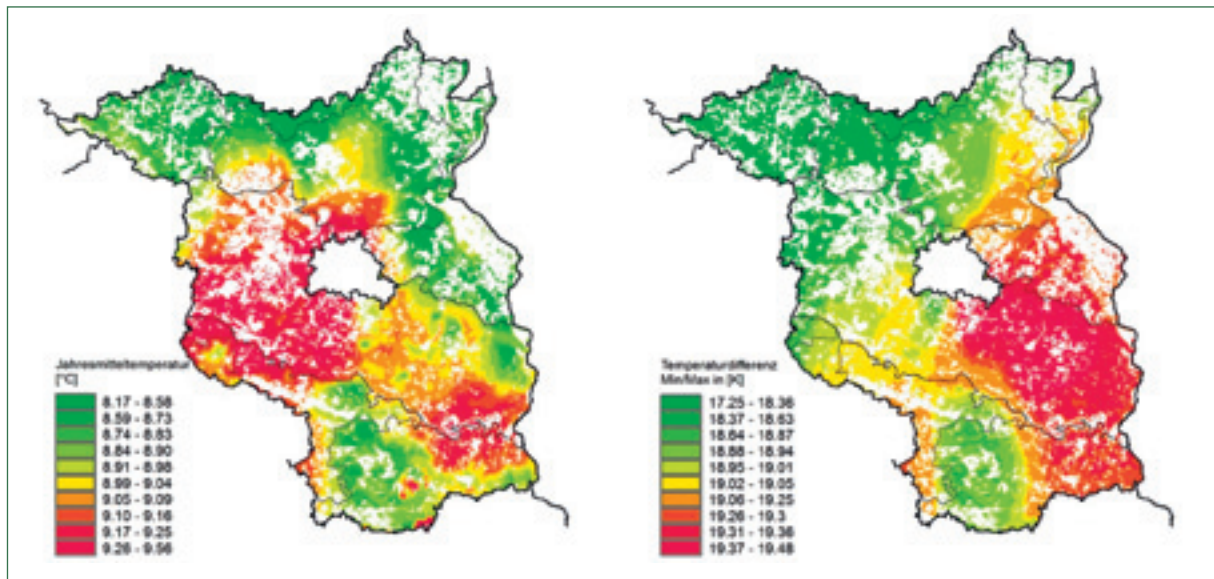 Jahresmitteltemperatur
[°C]
8.17 - 8.58
8.59 - 8.73
8.74 - 8.83
8.84 - 8.90
8.91 - 8.98
8.99 - 9.04
9.05 - 9.09
9.10 - 9.16
9.17 - 9.25
9.26 - 9.56
Temperaturdifferenz
Min/Max in [K]
17.25 - 18.36
18.37 - 18.63
18.64 - 18.87
18.88 - 18.94
18.95 - 19.01
19.02 - 19.05
19.06 - 19.25
19.26 - 19.3
19.31 - 19.36
19.37 - 19.48